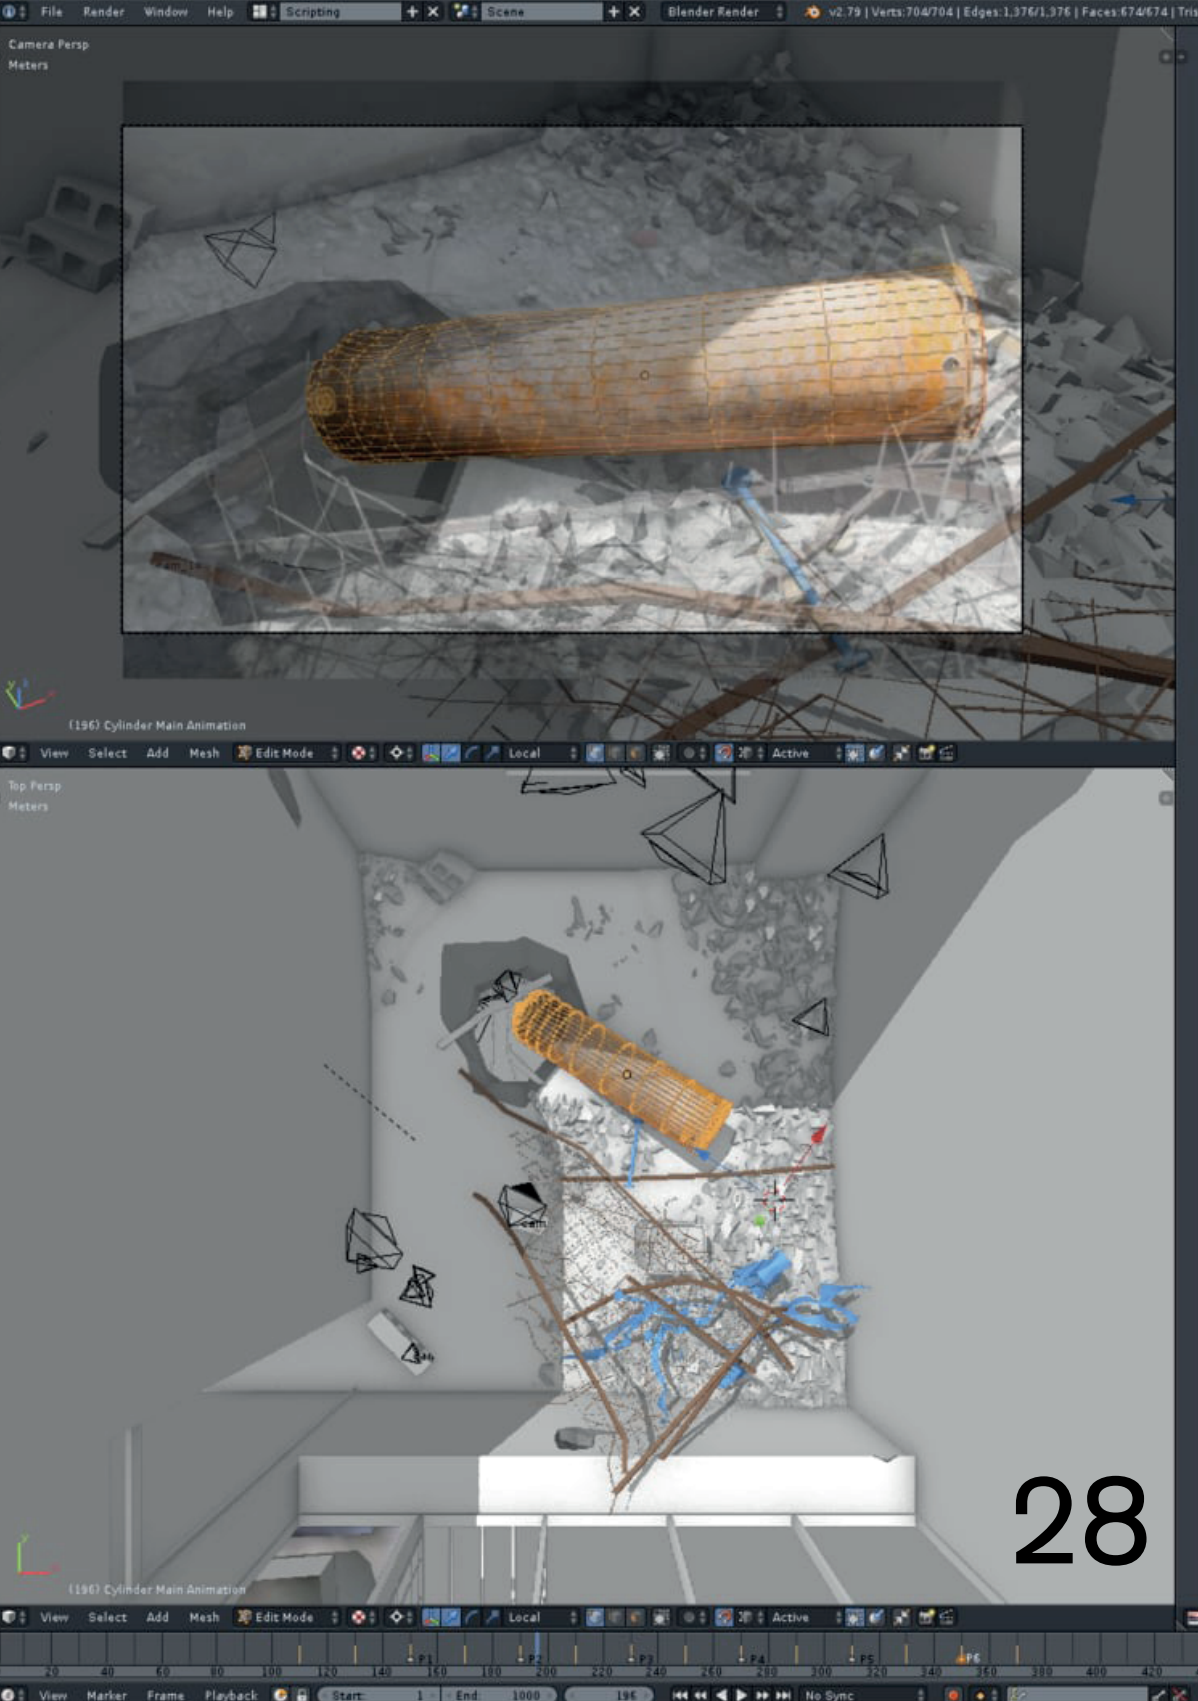 File Render Window Help Scripting Scene Blender Render v2.79 | Verts:704/704 | Edges:1,376/1,376 | Faces:674/674 | Tris
Camera Persp
Meters
(196) Cylinder Main Animation
View Select Add Mesh Edit Mode Local Active
Top Persp
Meters
cam
28
(196) Cylinder Main Animation
View Select Add Mesh Edit Mode Local Active
P1 P2 P3 P4 P5 P6
20 40 60 80 100 120 140 160 180 200 220 240 260 280 300 320 340 360 380 400 420
View Marker Frame Playback Start: 1 End: 1000 196 No Sync